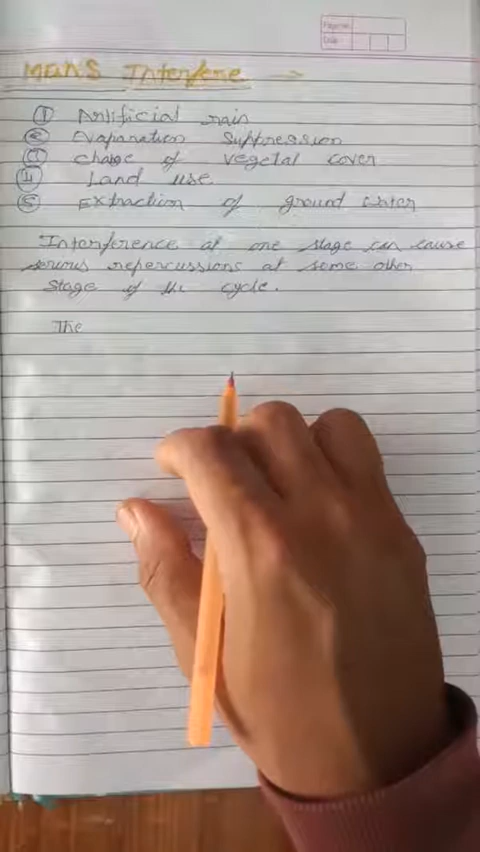 Page No.
Date
Mans Interfere →
① Artificial rain
② Evaparation Suppression
③ change of vegetal cover
④ Land use
⑤ Extraction of ground water
Interference at one stage can cause
serious repercussions at some other
stage of the cycle.
The